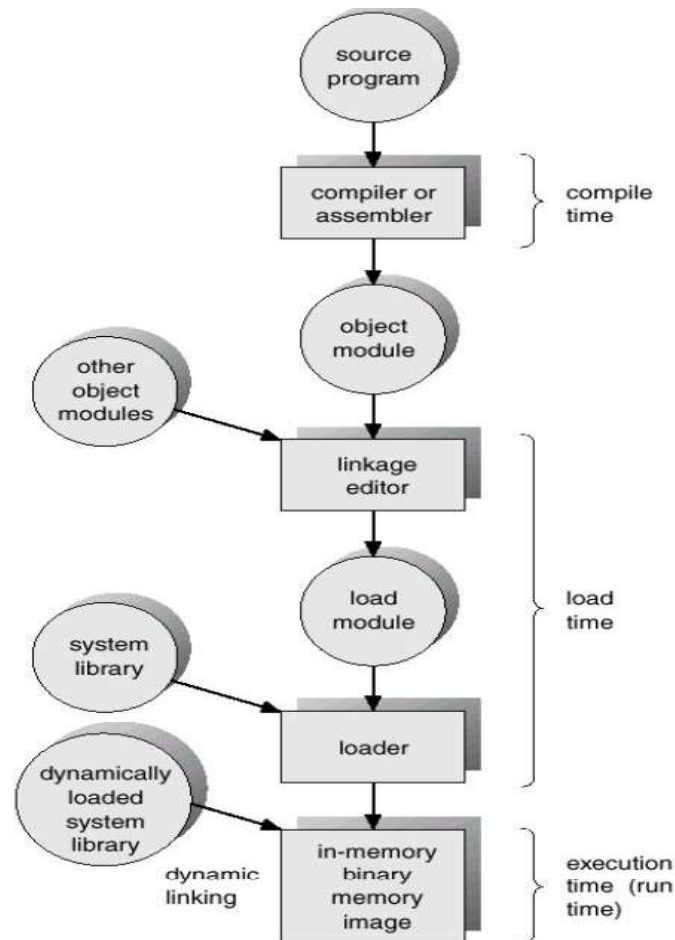 source
program
compiler or
assembler
compile
time
object
module
other
object
modules
linkage
editor
load
module
load
time
system
library
loader
dynamically
loaded
system
library
dynamic
linking
in-memory
binary
memory
image
execution
time (run
time)